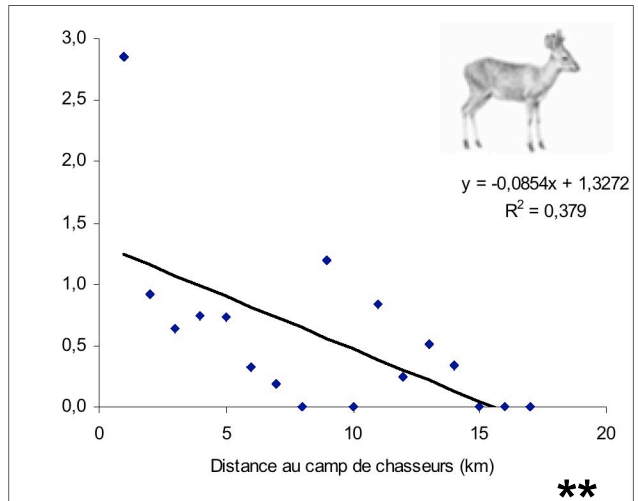 3,0
2,5
2,0
1,5
1,0
0,5
0,0
y = -0,0854x + 1,3272
R² = 0,379
0 5 10 15 20
Distance au camp de chasseurs (km)
**